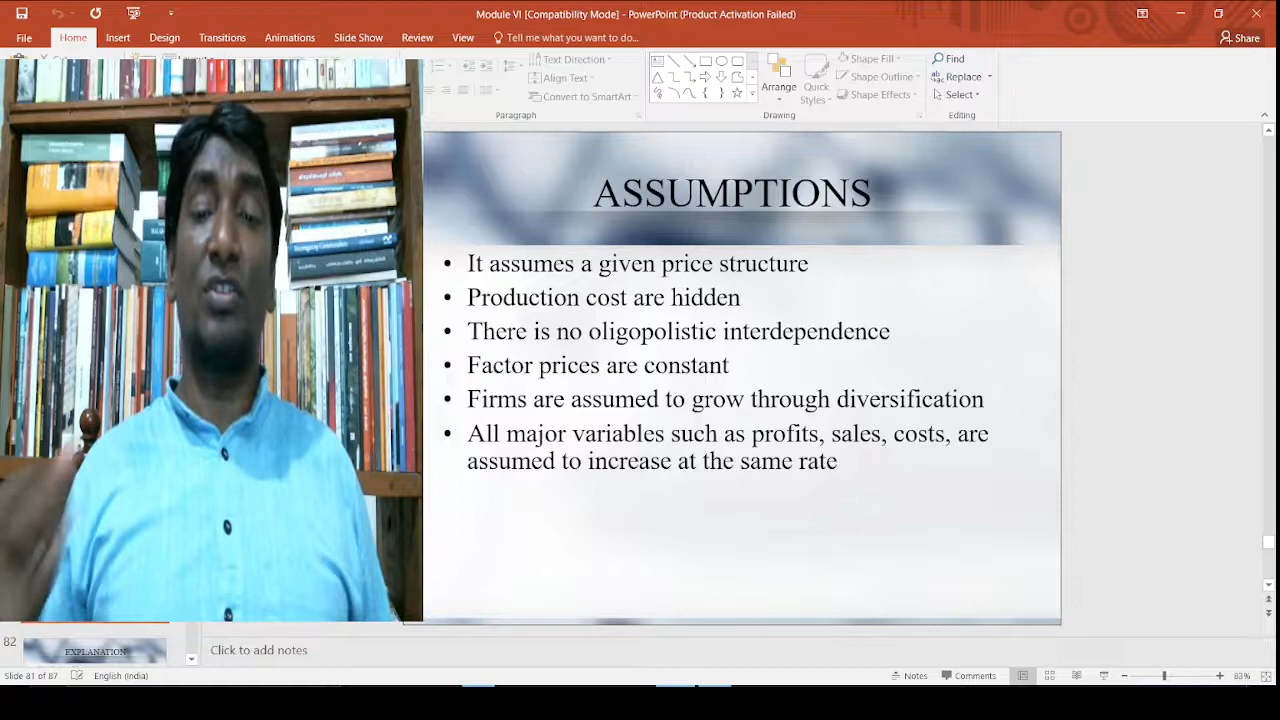 Module VI [Compatibility Mode] - PowerPoint (Product Activation Failed)
File Home Insert Design Transitions Animations Slide Show Review View Tell me what you want to do... Share
Text Direction
Align Text
Convert to SmartArt
Paragraph
Arrange
Quick Styles
Shape Fill
Shape Outline
Shape Effects
Drawing
Find
Replace
Select
Editing
ASSUMPTIONS
• It assumes a given price structure
• Production cost are hidden
• There is no oligopolistic interdependence
• Factor prices are constant
• Firms are assumed to grow through diversification
• All major variables such as profits, sales, costs, are
assumed to increase at the same rate
82
EXPLANATION
Click to add notes
Slide 81 of 87 English (India) Notes Comments 83%